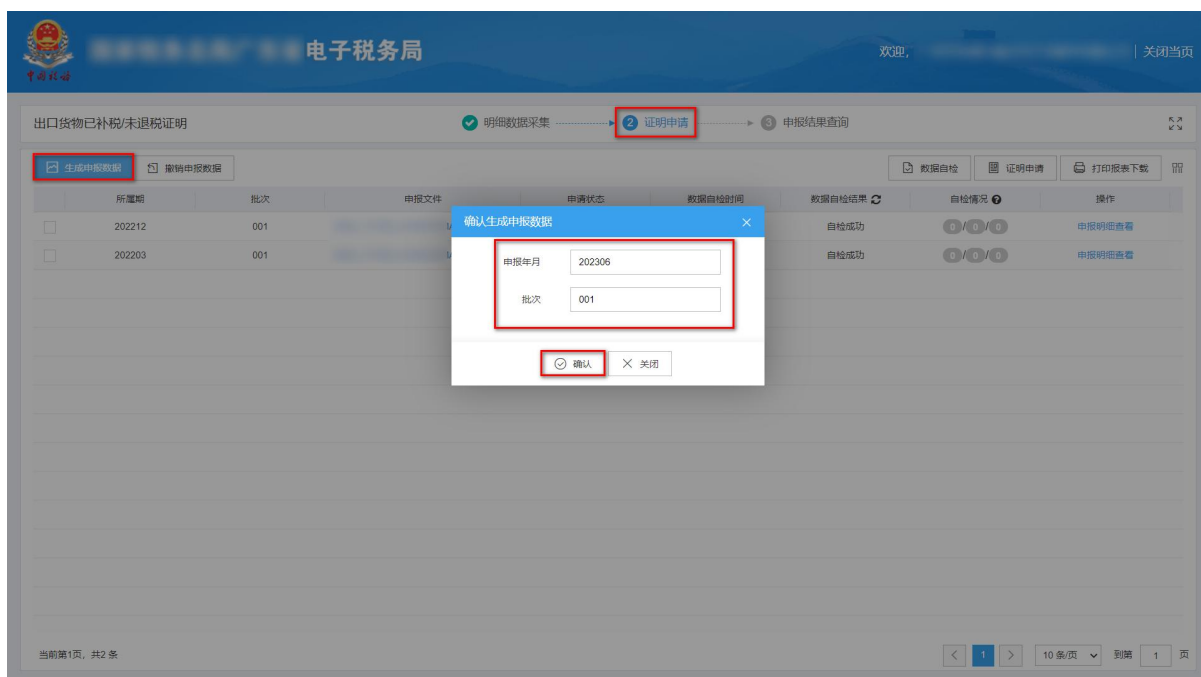 电子税务局
欢迎,
关闭当页
中国税务
出口货物已补税/未退税证明
明细数据采集
2 证明申请
3 申报结果查询
生成申报数据 撤销申报数据
数据自检 证明申请 打印报表下载
所属期 批次 申报文件 申请状态 数据自检时间 数据自检结果 自检情况 操作
202212 001 自检成功 0/0/0 申报明细查看
202203 001 自检成功 0/0/0 申报明细查看
确认生成申报数据
申报年月 202306
批次 001
确认 关闭
当前第1页, 共2 条
1 10 条/页 到第 1 页